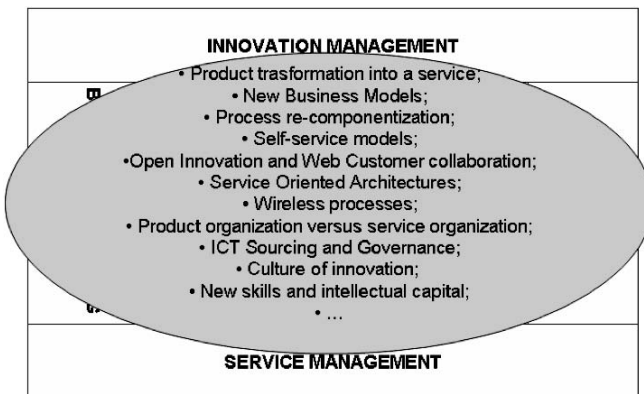 INNOVATION MANAGEMENT
• Product trasformation into a service;
• New Business Models;
• Process re-componentization;
• Self-service models;
•Open Innovation and Web Customer collaboration;
• Service Oriented Architectures;
• Wireless processes;
• Product organization versus service organization;
• ICT Sourcing and Governance;
• Culture of innovation;
• New skills and intellectual capital;
• ...
SERVICE MANAGEMENT